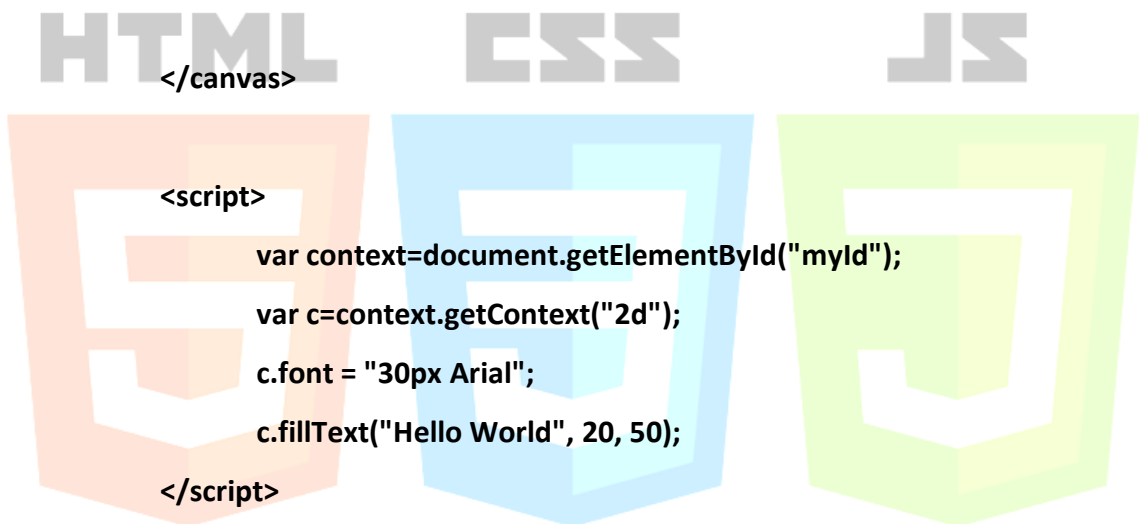 HTML CSS JS
</canvas>
<script>
var context=document.getElementById("myId");
var c=context.getContext("2d");
c.font = "30px Arial";
c.fillText("Hello World", 20, 50);
</script>